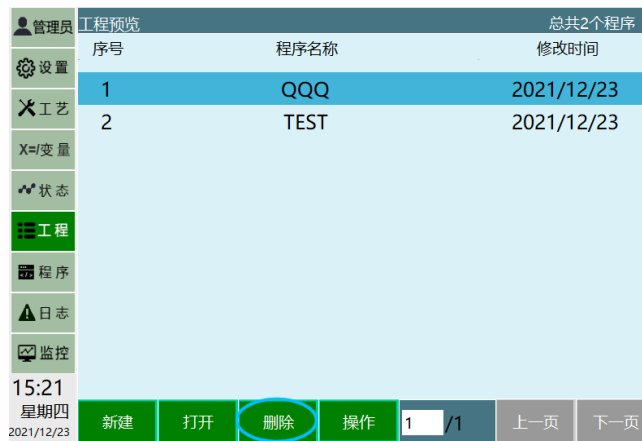 管理员
设置
工艺
X=/变量
状态
工程
程序
日志
监控
15:21
星期四
2021/12/23
工程预览 总共2个程序
序号 程序名称 修改时间
1 QQQ 2021/12/23
2 TEST 2021/12/23
新建 打开 删除 操作 1 /1 上一页 下一页